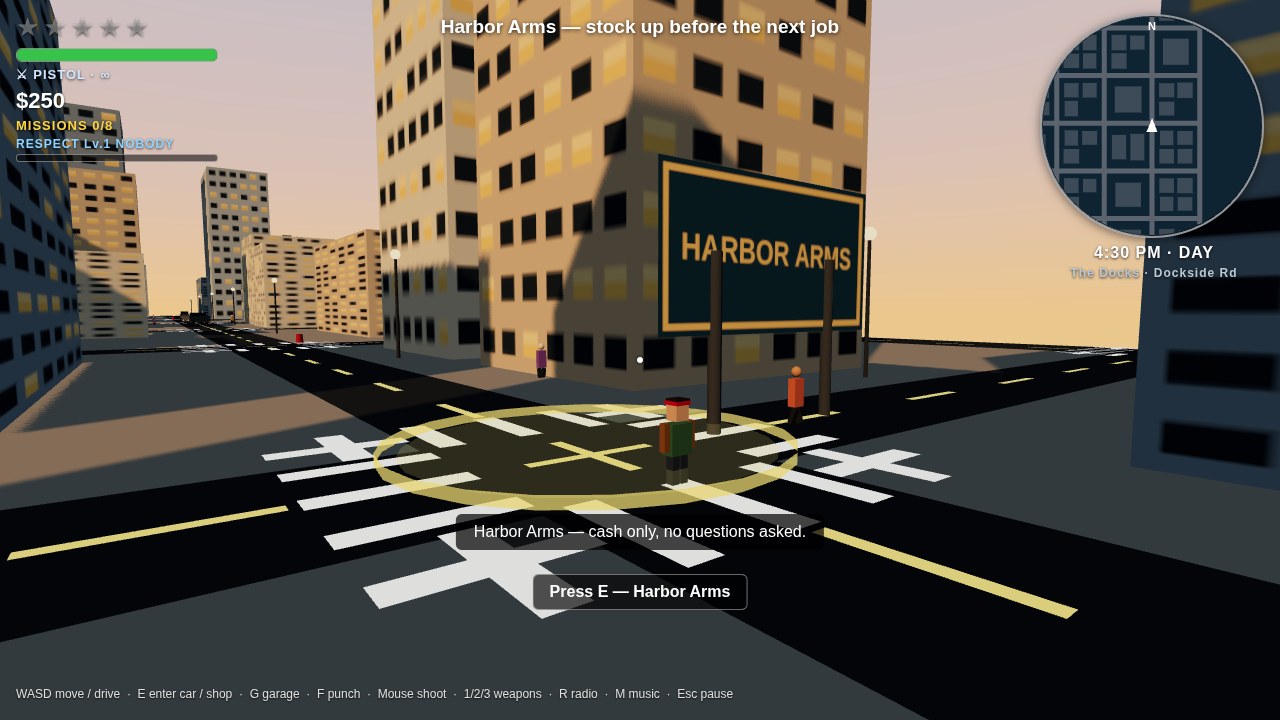 Harbor Arms — stock up before the next job
⚔ PISTOL · ∞
$250
MISSIONS 0/8
RESPECT Lv.1 NOBODY
N
4:30 PM · DAY
The Docks · Dockside Rd
HARBOR ARMS
Harbor Arms — cash only, no questions asked.
Press E — Harbor Arms
WASD move / drive · E enter car / shop · G garage · F punch · Mouse shoot · 1/2/3 weapons · R radio · M music · Esc pause